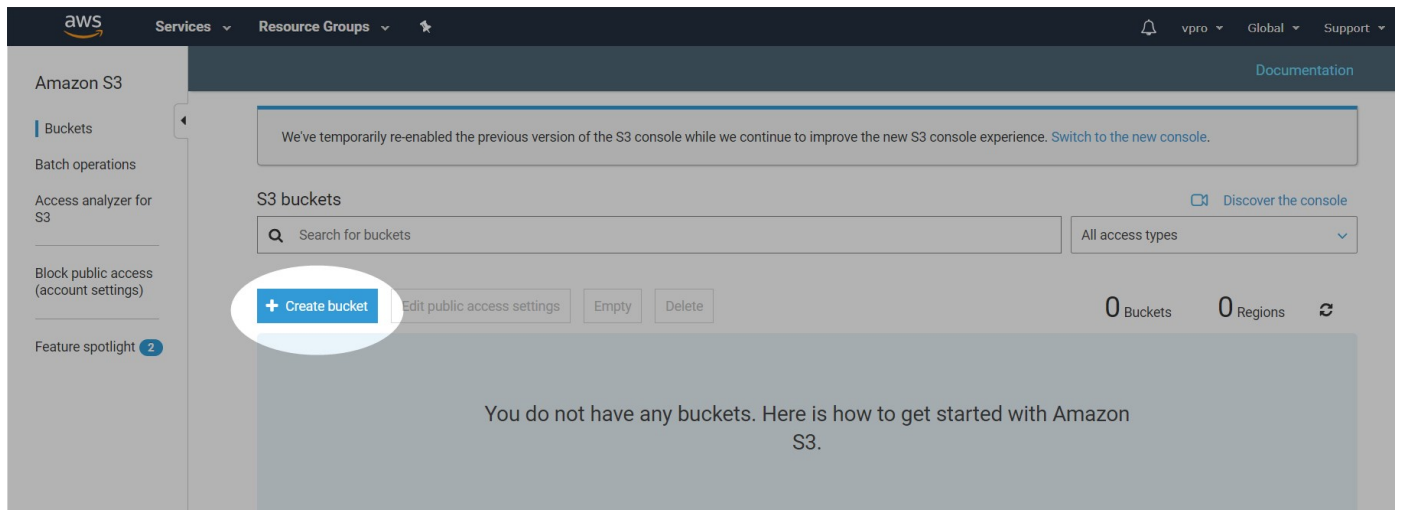 aws Services Resource Groups vpro Global Support
Documentation
Amazon S3
Buckets
Batch operations
Access analyzer for
S3
Block public access
(account settings)
Feature spotlight 2
We've temporarily re-enabled the previous version of the S3 console while we continue to improve the new S3 console experience. Switch to the new console.
S3 buckets
Discover the console
Search for buckets
All access types
Create bucket Edit public access settings Empty Delete
0 Buckets 0 Regions
You do not have any buckets. Here is how to get started with Amazon
S3.